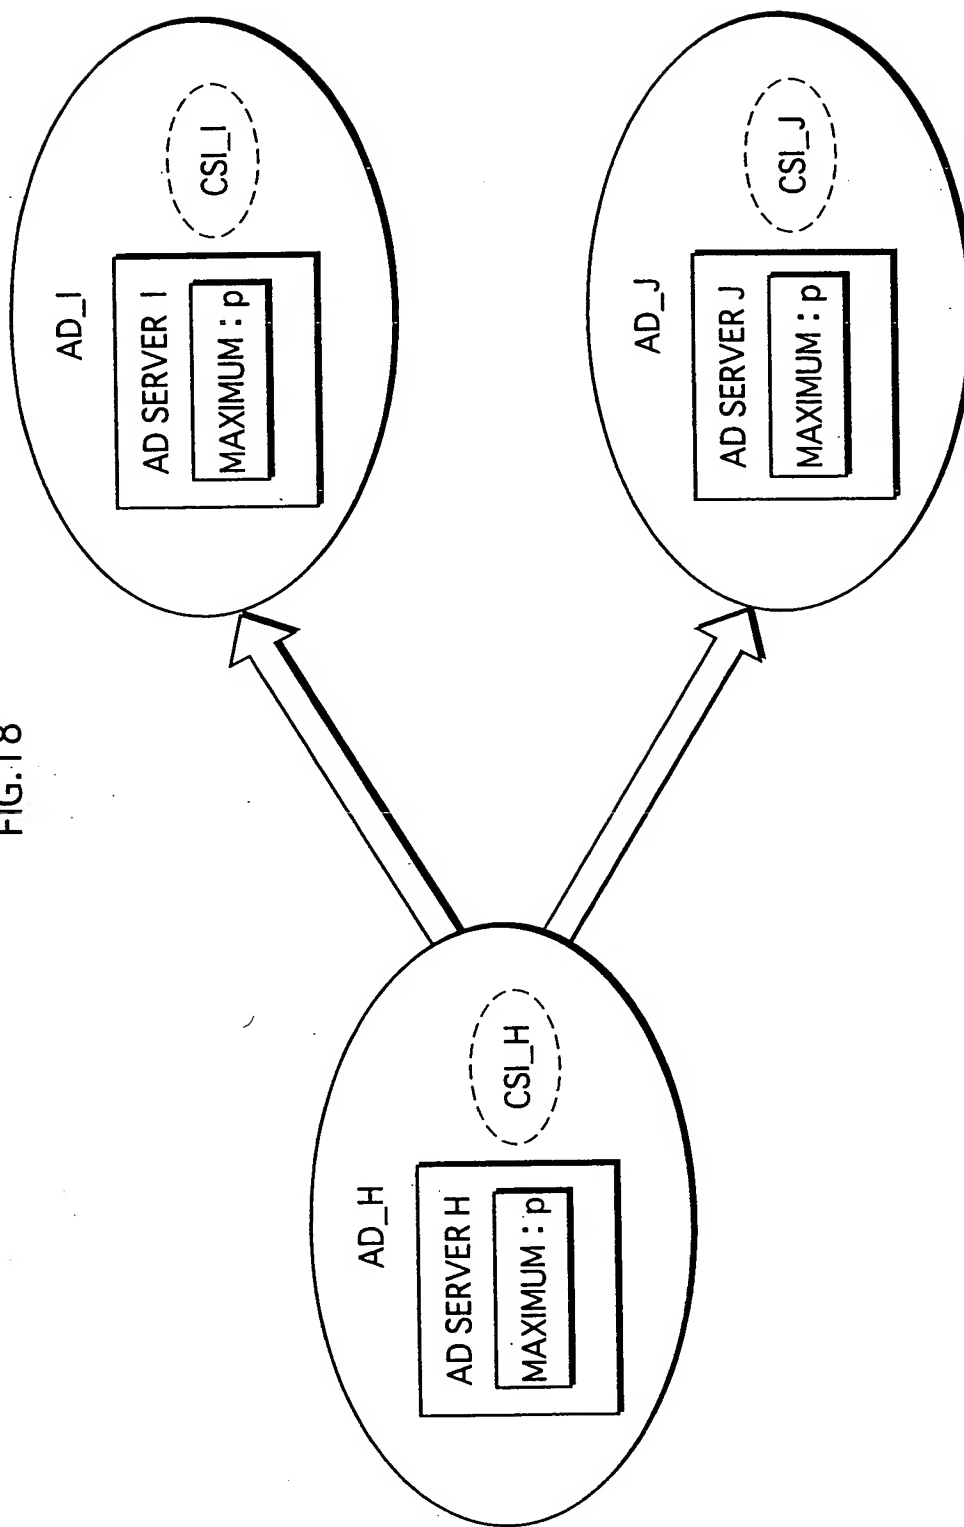 FIG.18
AD_H
AD SERVER H
MAXIMUM : p
CSI_H
AD_I
AD SERVER I
MAXIMUM : p
CSI_I
AD_J
AD SERVER J
MAXIMUM : p
CSI_J